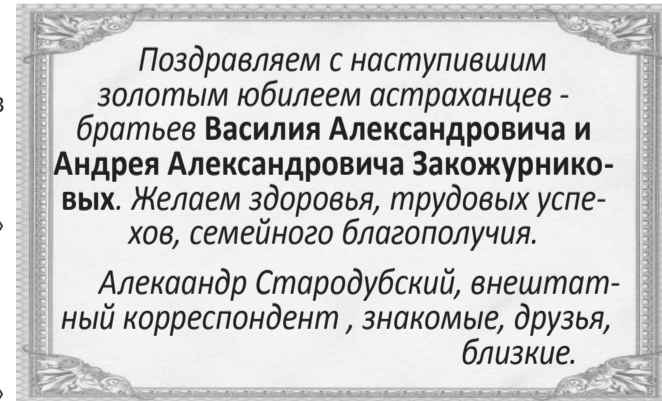 Поздравляем с наступившим
золотым юбилеем астраханцев -
братьев Василия Александровича и
Андрея Александровича Закожурнико-
вых. Желаем здоровья, трудовых успе-
хов, семейного благополучия.
Алекаандр Стародубский, внештат-
ный корреспондент , знакомые, друзья,
близкие.
в
»
»